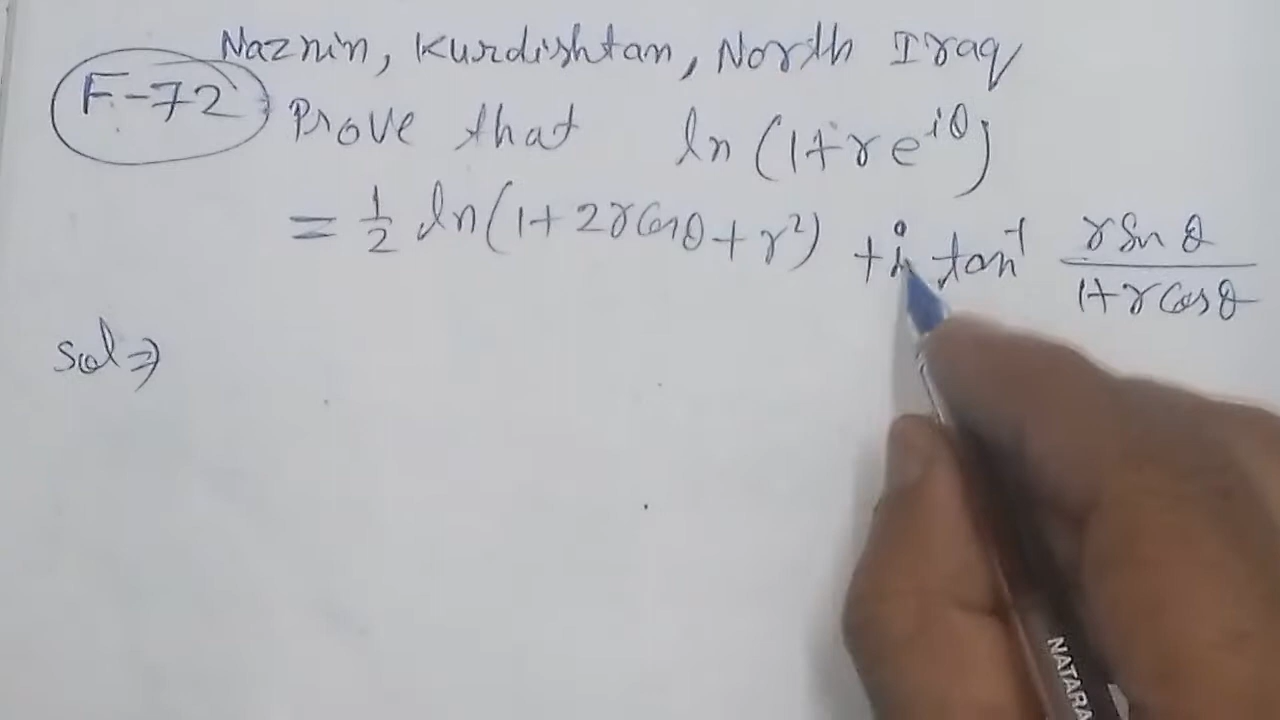 Naznin, Kurdishtan, North Iraq
F-72 Prove that ln (1+re^{iθ})
= 1/2 ln(1+2rCosθ+r²) + i tan⁻¹ rSinθ/1+rCosθ
Sol⇒
NATARA